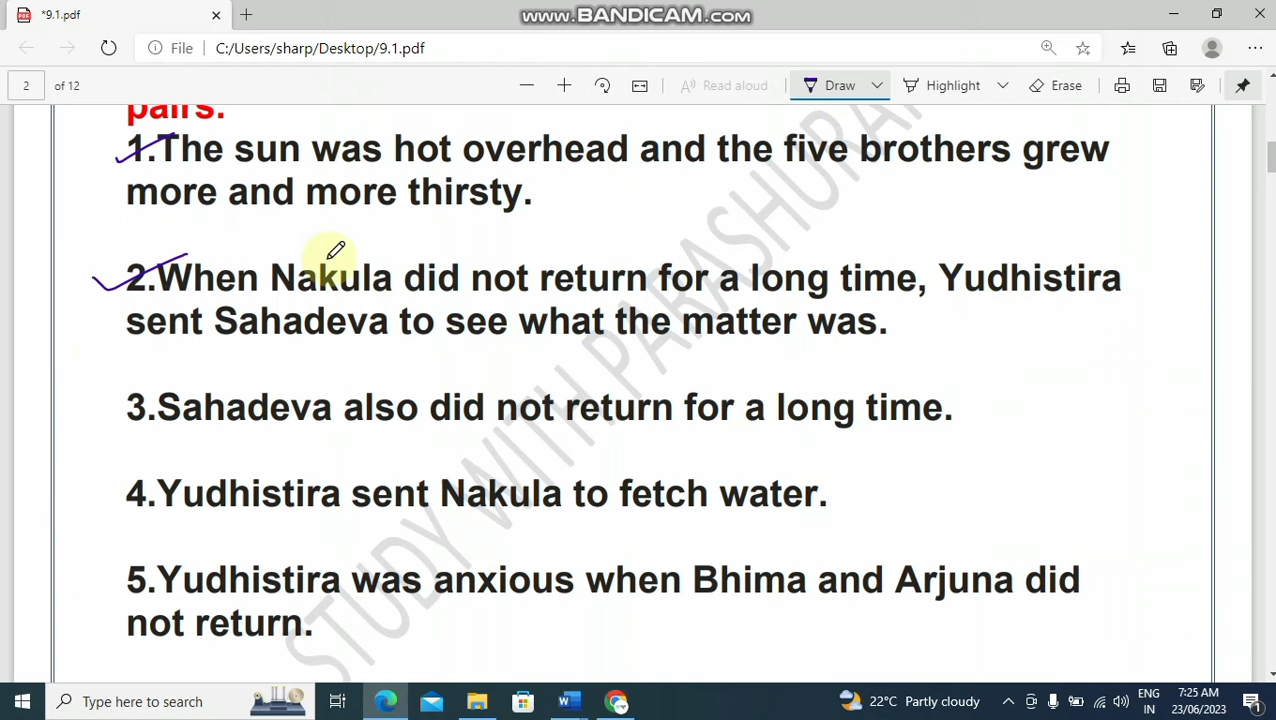 *9.1.pdf
www.BANDICAM.com
File C:/Users/sharp/Desktop/9.1.pdf
2 of 12 Read aloud Draw Highlight Erase
pairs.
1.The sun was hot overhead and the five brothers grew
more and more thirsty.
2.When Nakula did not return for a long time, Yudhistira
sent Sahadeva to see what the matter was.
3.Sahadeva also did not return for a long time.
4.Yudhistira sent Nakula to fetch water.
5.Yudhistira was anxious when Bhima and Arjuna did
not return.
STUDY WITH PARASHURA
Type here to search 22°C Partly cloudy ENG 7:25 AM
IN 23/06/2023